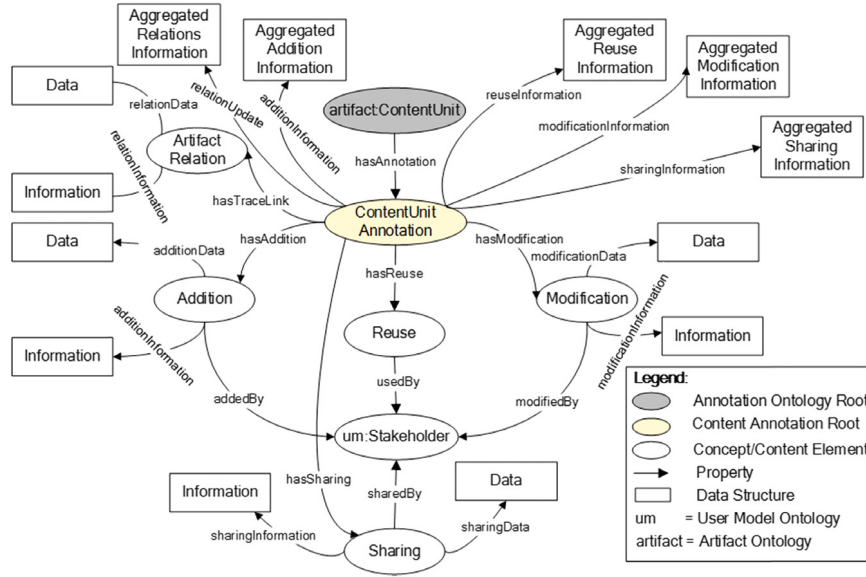 Aggregated
Relations
Information
Aggregated
Addition
Information
Aggregated
Reuse
Information
Aggregated
Modification
Information
Data
relationData
relationUpdate
additionInformation
artifact:ContentUnit
reuseInformation
modificationInformation
Artifact
Relation
relationInformation
hasAnnotation
Aggregated
Sharing
Information
sharingInformation
Information
hasTraceLink
ContentUnit
Annotation
Data
additionData
hasAddition
hasReuse
hasModification
modificationData
Data
Addition
Modification
Information
additionInformation
Reuse
modificationInformation
Information
addedBy
usedBy
modifiedBy
um:Stakeholder
hasSharing
sharedBy
Information
Data
sharingInformation
sharingData
Sharing
Legend:
Annotation Ontology Root
Content Annotation Root
Concept/Content Element
Property
Data Structure
um = User Model Ontology
artifact = Artifact Ontology